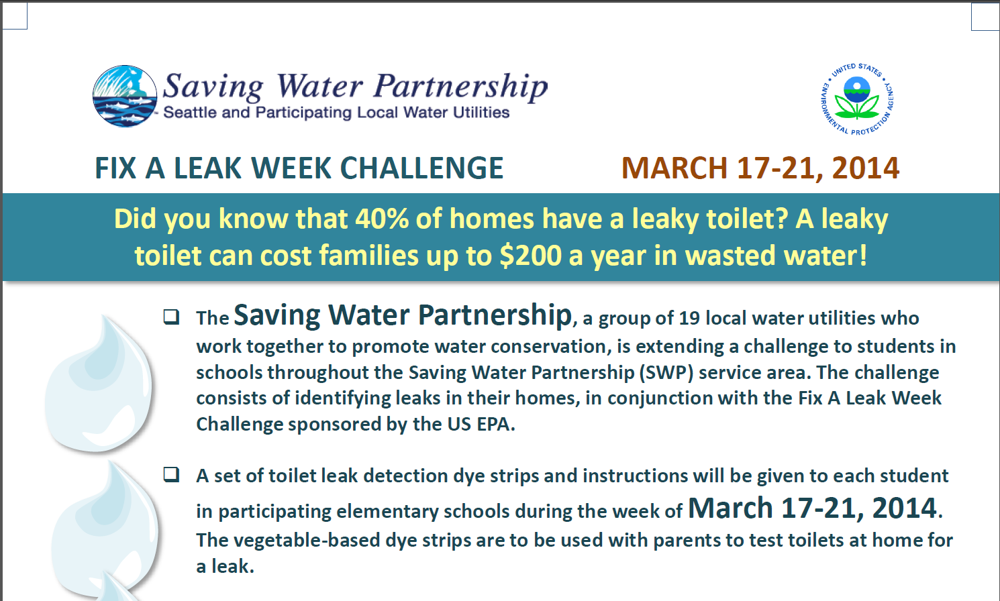 Saving Water Partnership
Seattle and Participating Local Water Utilities
UNITED STATES • ENVIRONMENTAL PROTECTION AGENCY •
FIX A LEAK WEEK CHALLENGE
MARCH 17-21, 2014
Did you know that 40% of homes have a leaky toilet? A leaky
toilet can cost families up to $200 a year in wasted water!
❑ The Saving Water Partnership, a group of 19 local water utilities who
work together to promote water conservation, is extending a challenge to students in
schools throughout the Saving Water Partnership (SWP) service area. The challenge
consists of identifying leaks in their homes, in conjunction with the Fix A Leak Week
Challenge sponsored by the US EPA.
❑ A set of toilet leak detection dye strips and instructions will be given to each student
in participating elementary schools during the week of March 17-21, 2014.
The vegetable-based dye strips are to be used with parents to test toilets at home for
a leak.